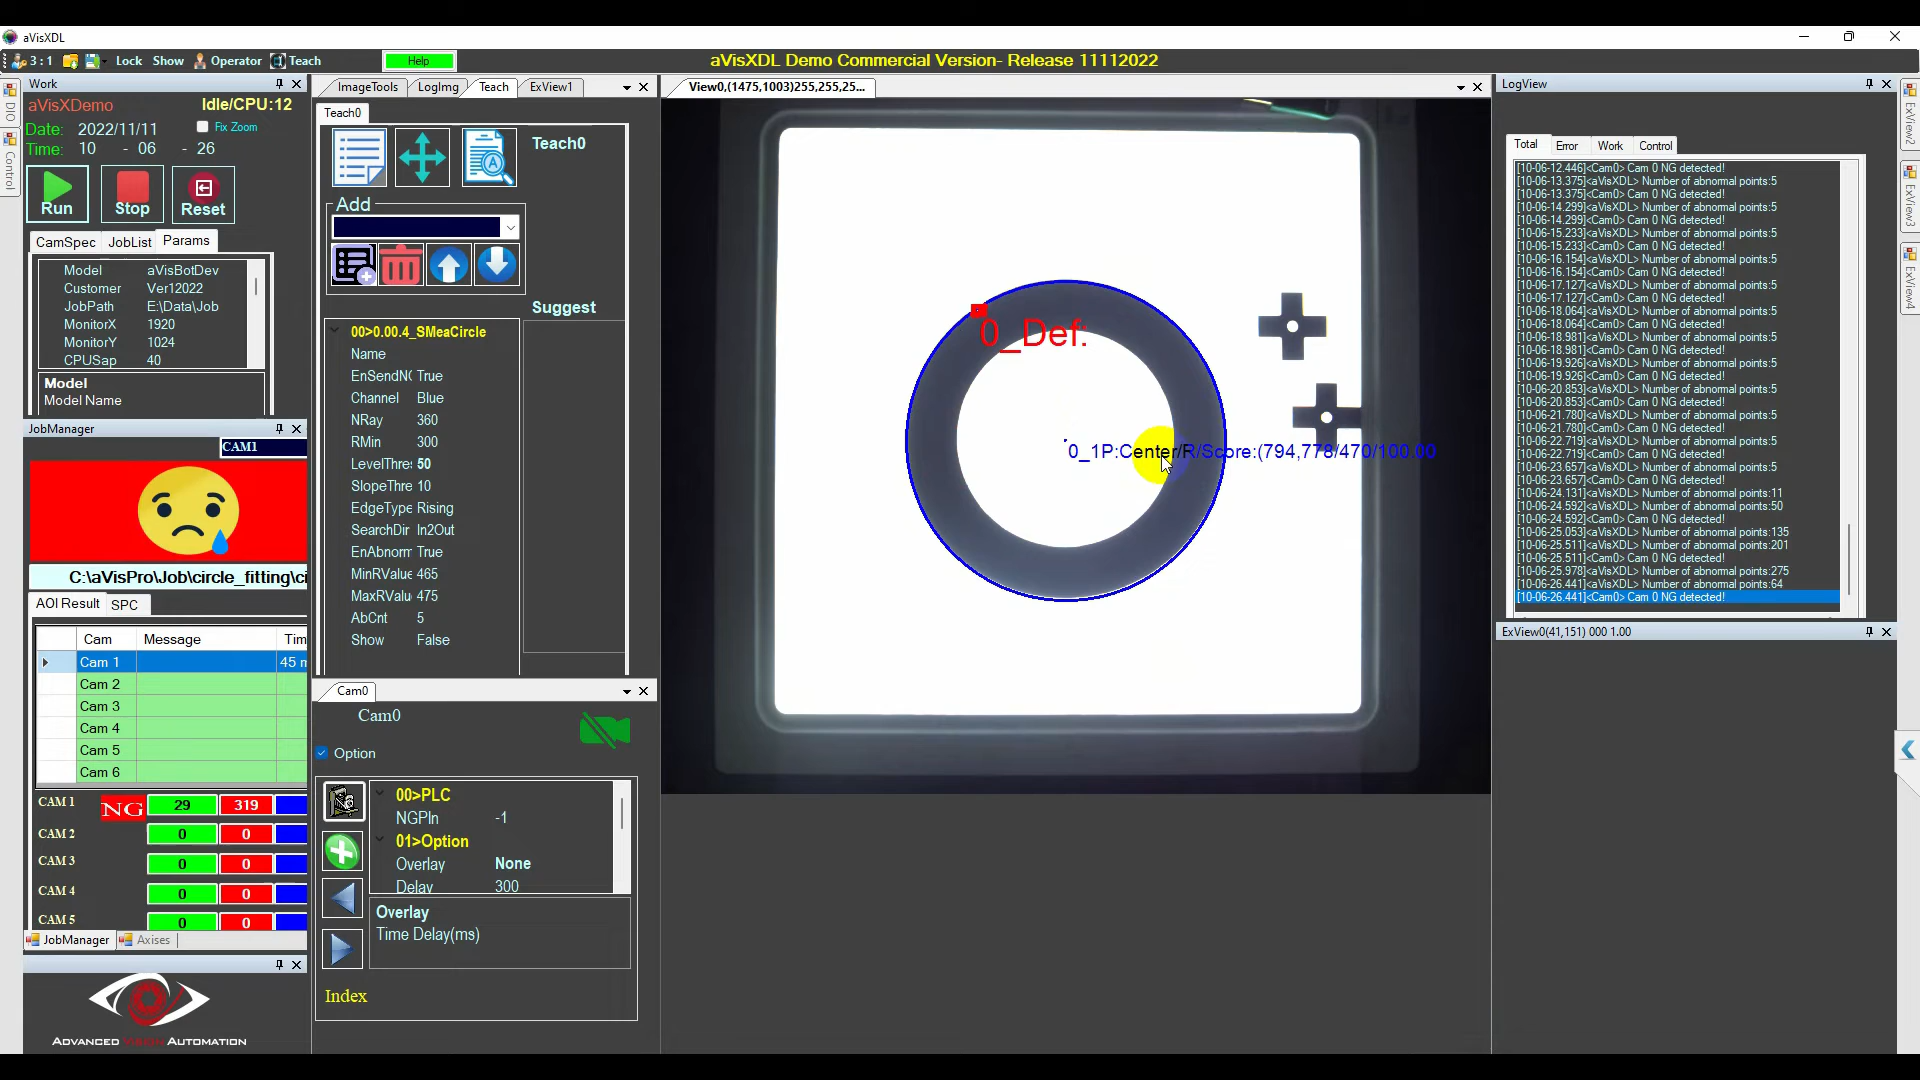 aVisXDL
3 : 1 Lock Show Operator Teach Help
aVisXDL Demo Commercial Version- Release 11112022
Work
aVisXDemo Idle/CPU:12
Date: 2022/11/11 Fix Zoom
Time: 10 - 06 - 26
Run Stop Reset
CamSpec JobList Params
Model aVisBotDev
Customer Ver12022
JobPath E:\Data\Job
MonitorX 1920
MonitorY 1024
CPUSap 40
Model
Model Name
DIO
Control
JobManager
CAM1
C:\aVisPro\Job\circle_fitting\ci
AOI Result SPC
Cam Message Tim
Cam 1 45 m
Cam 2
Cam 3
Cam 4
Cam 5
Cam 6
CAM 1 NG 29 319
CAM 2 0 0
CAM 3 0 0
CAM 4 0 0
CAM 5 0 0
JobManager Axises
ADVANCED VISION AUTOMATION
ImageTools LogImg Teach ExView1
Teach0
Teach0
Add
Suggest
00>0.00.4_SMeaCircle
Name
EnSendN( True
Channel Blue
NRay 360
RMin 300
LevelThre: 50
SlopeThre 10
EdgeType Rising
SearchDir In2Out
EnAbnorm True
MinRValue 465
MaxRValu 475
AbCnt 5
Show False
Cam0
Cam0
Option
00>PLC
NGPIn -1
01>Option
Overlay None
Delay 300
Overlay
Time Delay(ms)
Index
View0,(1475,1003)255,255,25...
0_Def:
0_1P:Center/R/Score:(794,778/470/100.00
LogView
Total Error Work Control
[10-06-12.446]<Cam0> Cam 0 NG detected!
[10-06-13.375]<aVisXDL> Number of abnormal points:5
[10-06-13.375]<Cam0> Cam 0 NG detected!
[10-06-14.299]<aVisXDL> Number of abnormal points:5
[10-06-14.299]<Cam0> Cam 0 NG detected!
[10-06-15.233]<aVisXDL> Number of abnormal points:5
[10-06-15.233]<Cam0> Cam 0 NG detected!
[10-06-16.154]<aVisXDL> Number of abnormal points:5
[10-06-16.154]<Cam0> Cam 0 NG detected!
[10-06-17.127]<aVisXDL> Number of abnormal points:5
[10-06-17.127]<Cam0> Cam 0 NG detected!
[10-06-18.064]<aVisXDL> Number of abnormal points:5
[10-06-18.064]<Cam0> Cam 0 NG detected!
[10-06-18.981]<aVisXDL> Number of abnormal points:5
[10-06-18.981]<Cam0> Cam 0 NG detected!
[10-06-19.926]<aVisXDL> Number of abnormal points:5
[10-06-19.926]<Cam0> Cam 0 NG detected!
[10-06-20.853]<aVisXDL> Number of abnormal points:5
[10-06-20.853]<Cam0> Cam 0 NG detected!
[10-06-21.780]<aVisXDL> Number of abnormal points:5
[10-06-21.780]<Cam0> Cam 0 NG detected!
[10-06-22.719]<aVisXDL> Number of abnormal points:5
[10-06-22.719]<Cam0> Cam 0 NG detected!
[10-06-23.657]<aVisXDL> Number of abnormal points:5
[10-06-23.657]<Cam0> Cam 0 NG detected!
[10-06-24.131]<aVisXDL> Number of abnormal points:11
[10-06-24.592]<aVisXDL> Number of abnormal points:50
[10-06-24.592]<Cam0> Cam 0 NG detected!
[10-06-25.053]<aVisXDL> Number of abnormal points:135
[10-06-25.511]<aVisXDL> Number of abnormal points:201
[10-06-25.511]<Cam0> Cam 0 NG detected!
[10-06-25.978]<aVisXDL> Number of abnormal points:275
[10-06-26.441]<aVisXDL> Number of abnormal points:64
[10-06-26.441]<Cam0> Cam 0 NG detected!
ExView0(41,151) 000 1.00
ExView2
ExView3
ExView4